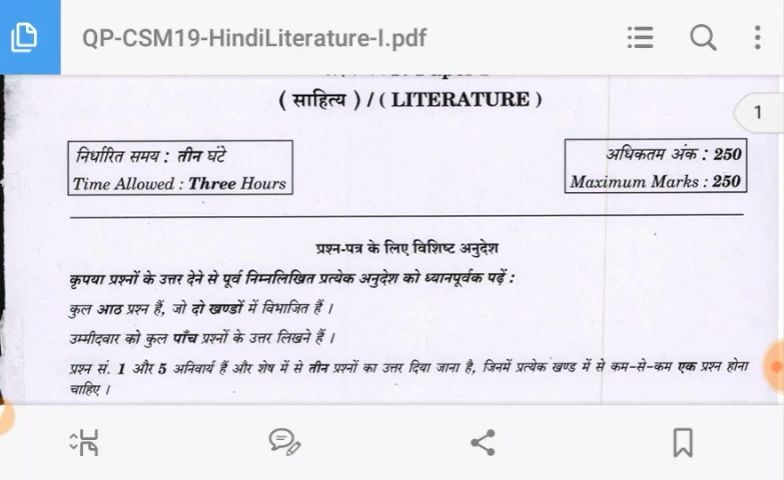 QP-CSM19-HindiLiterature-I.pdf
( साहित्य ) / ( LITERATURE )
1
निर्धारित समय : तीन घंटे
Time Allowed : Three Hours
अधिकतम अंक : 250
Maximum Marks : 250
प्रश्न-पत्र के लिए विशिष्ट अनुदेश
कृपया प्रश्नों के उत्तर देने से पूर्व निम्नलिखित प्रत्येक अनुदेश को ध्यानपूर्वक पढ़ें :
कुल आठ प्रश्न हैं, जो दो खण्डों में विभाजित हैं ।
उम्मीदवार को कुल पाँच प्रश्नों के उत्तर लिखने हैं ।
प्रश्न सं. 1 और 5 अनिवार्य हैं और शेष में से तीन प्रश्नों का उत्तर दिया जाना है, जिनमें प्रत्येक खण्ड में से कम-से-कम एक प्रश्न होना
चाहिए ।